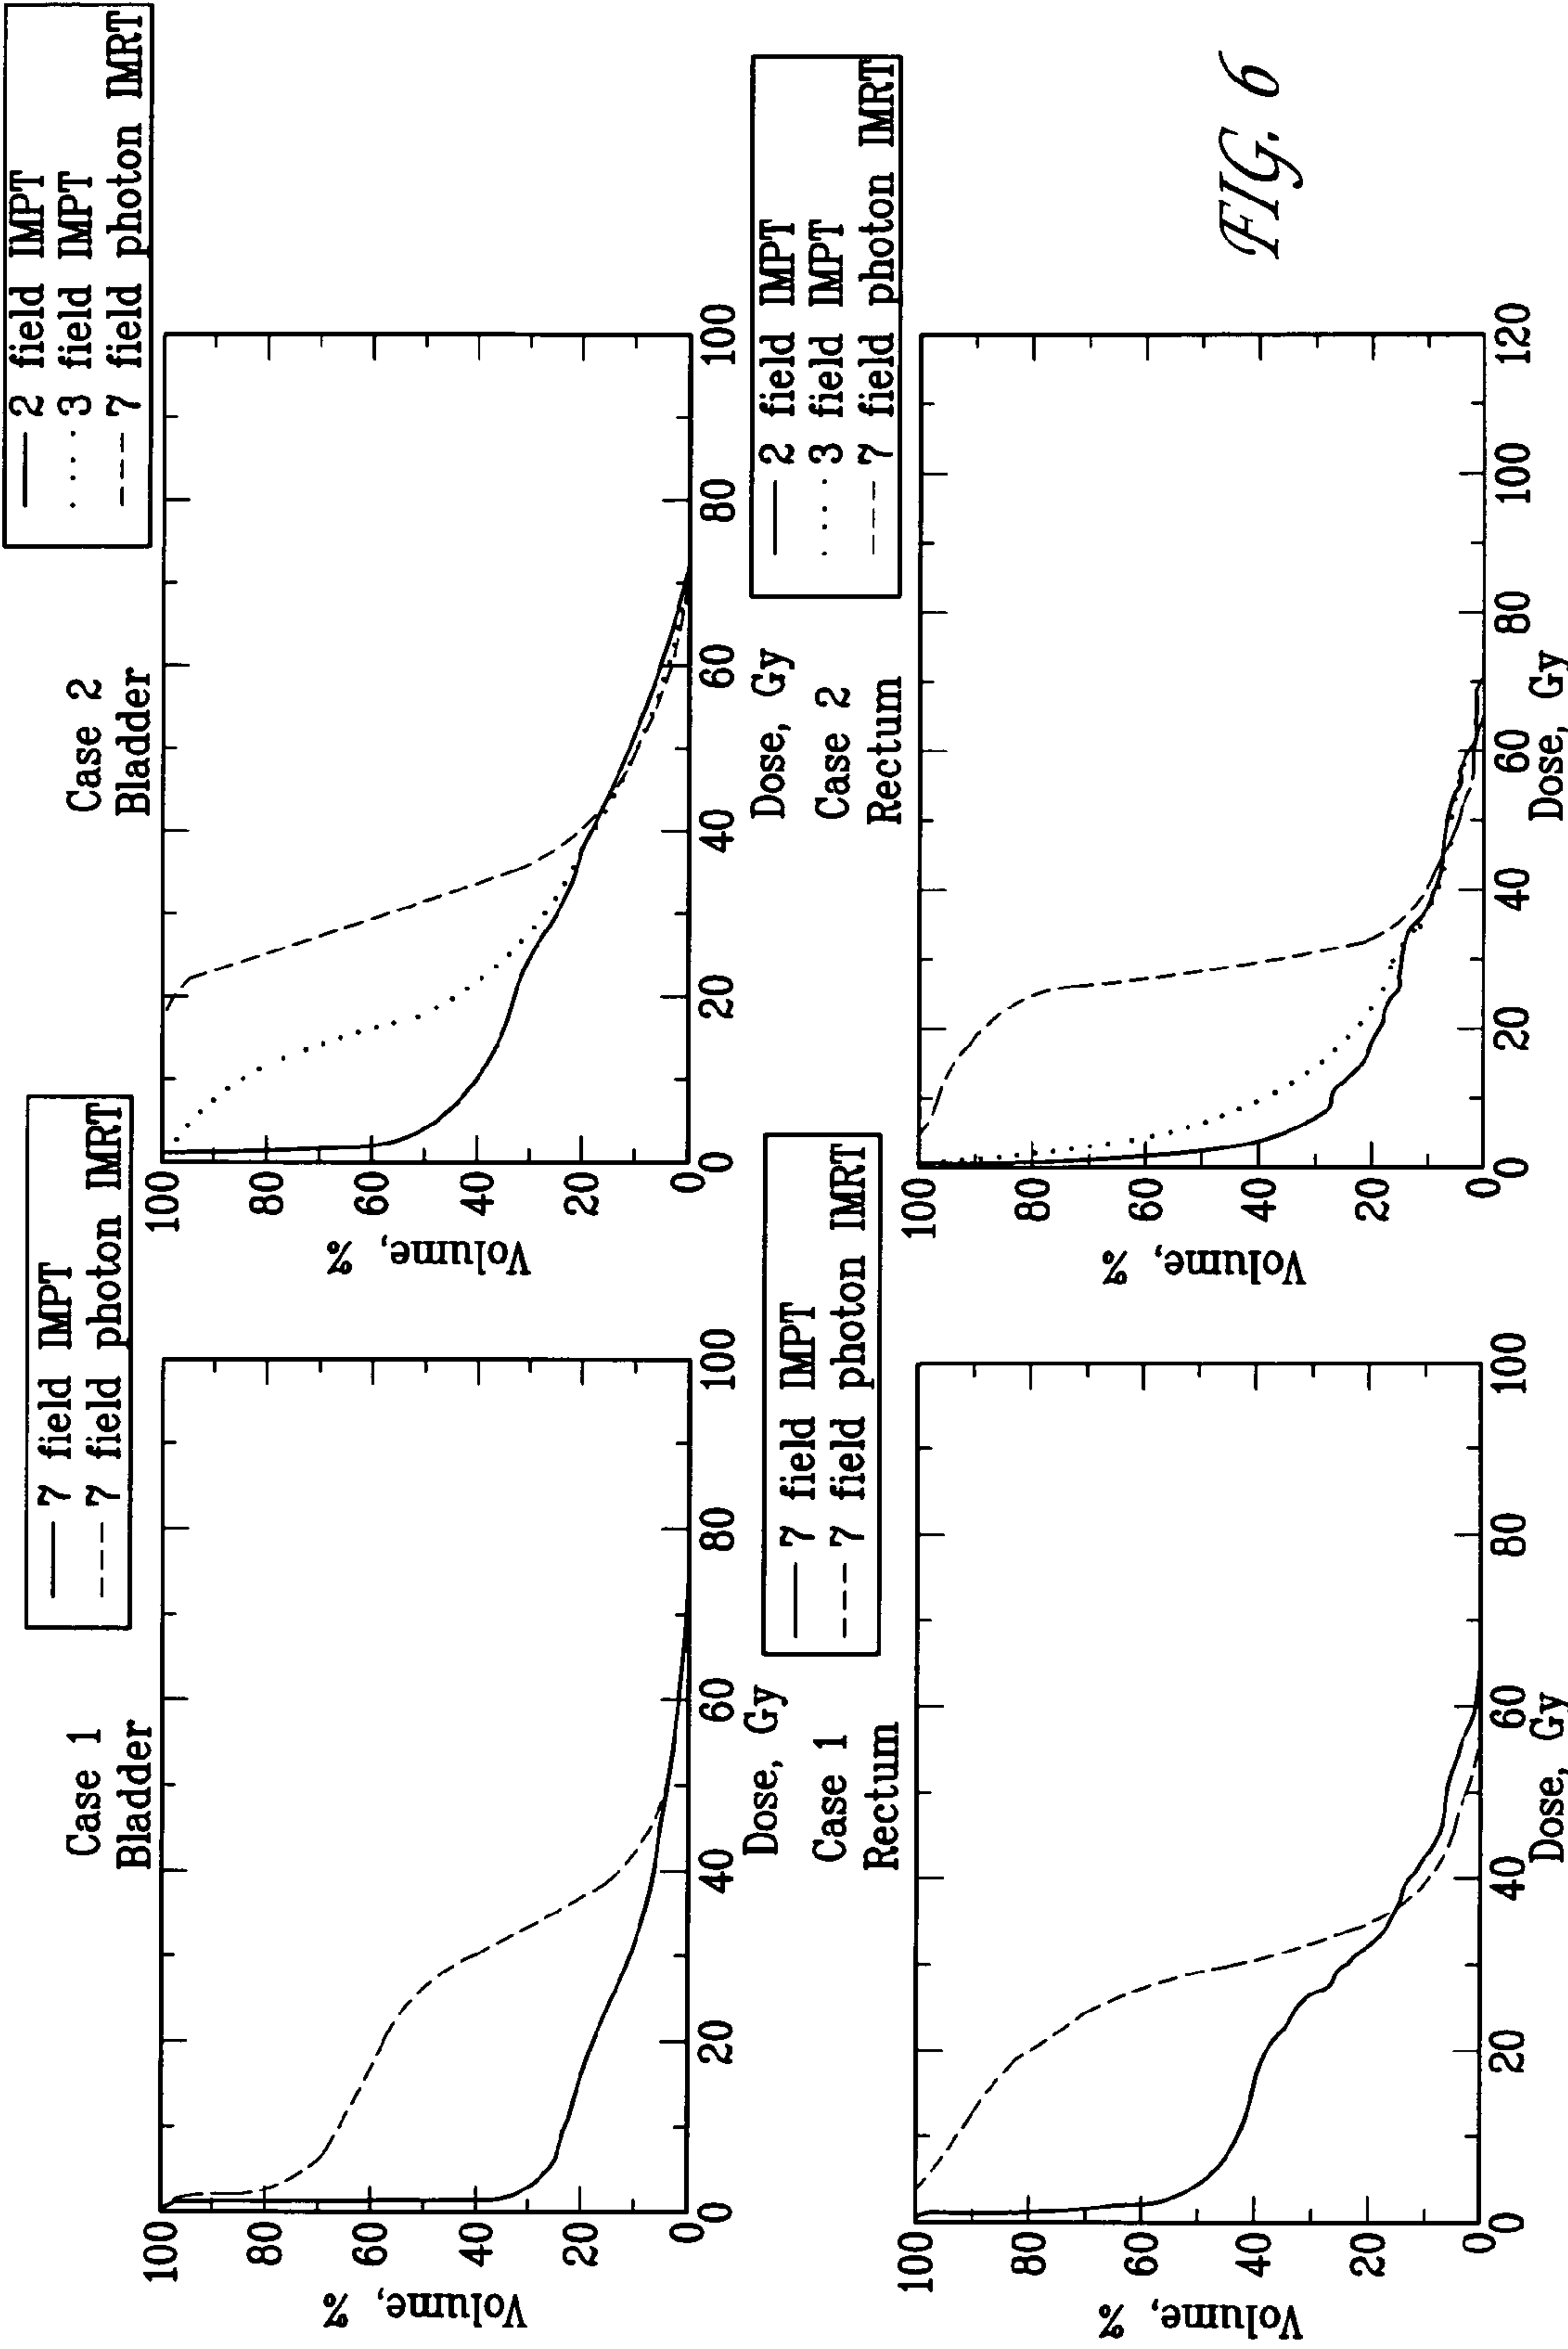 Case 1
Bladder
7 field IMPT
7 field photon IMRT
Volume, %
100
80
60
40
20
0
0 20 40 60 80 100
Dose, Gy
Case 2
Bladder
2 field IMPT
3 field IMPT
7 field photon IMRT
Volume, %
100
80
60
40
20
0
0 20 40 60 80 100
Dose, Gy
Case 1
Rectum
7 field IMPT
7 field photon IMRT
Volume, %
100
80
60
40
20
0
0 20 40 60 80 100
Dose, Gy
Case 2
Rectum
2 field IMPT
3 field IMPT
7 field photon IMRT
Volume, %
100
80
60
40
20
0
0 20 40 60 80 100 120
Dose, Gy
FIG. 6